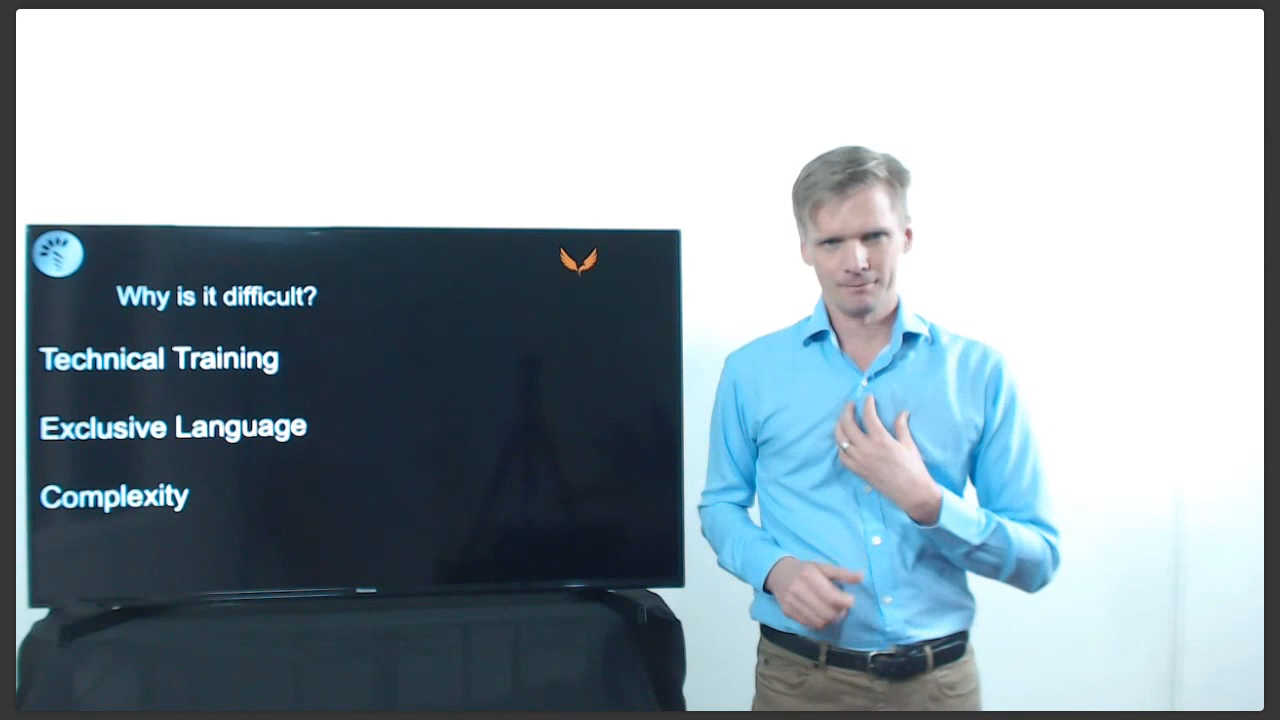 Why is it difficult?
Technical Training
Exclusive Language
Complexity